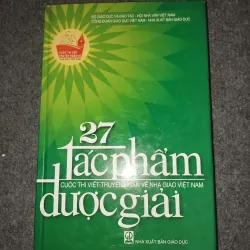 BỘ GIÁO DỤC VÀ ĐÀO TẠO - HỘI NHÀ VĂN VIỆT NAM
CÔNG ĐOÀN GIÁO DỤC VIỆT NAM - NHÀ XUẤT BẢN GIÁO DỤC
27
tác phẩm
CUỘC THI VIẾT TRUYỆN NGẮN VỀ NHÀ GIÁO VIỆT NAM
được giải
NHÀ XUẤT BẢN GIÁO DỤC